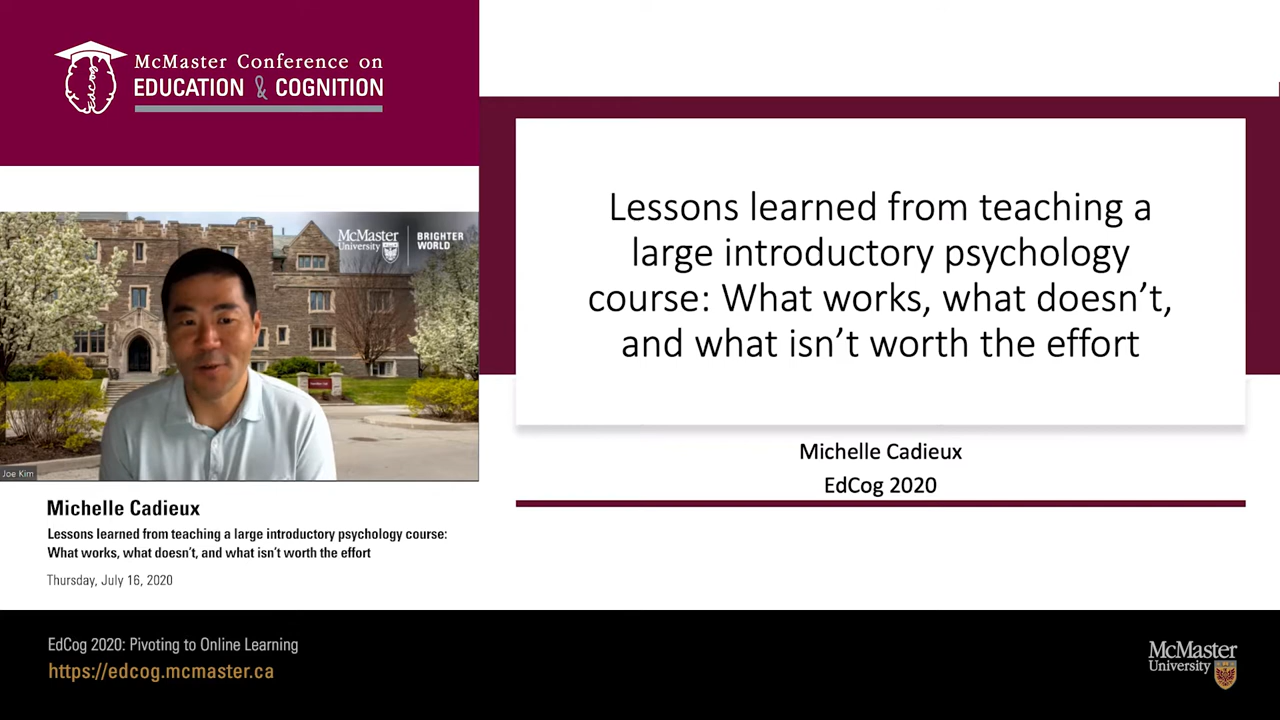 McMaster Conference on
EDUCATION & COGNITION
edcog
McMaster
University
BRIGHTER
WORLD
Joe Kim
Michelle Cadieux
Lessons learned from teaching a large introductory psychology course:
What works, what doesn't, and what isn't worth the effort
Thursday, July 16, 2020
Lessons learned from teaching a
large introductory psychology
course: What works, what doesn't,
and what isn't worth the effort
Michelle Cadieux
EdCog 2020
EdCog 2020: Pivoting to Online Learning
https://edcog.mcmaster.ca
McMaster
University